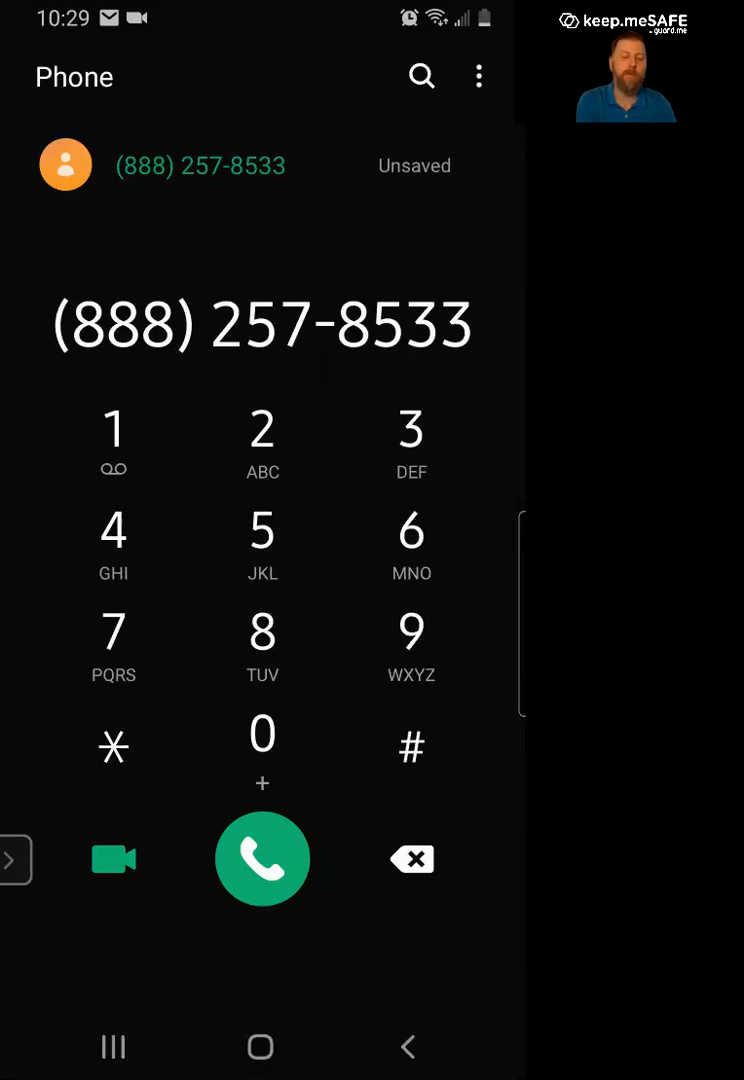 10:29
keep.meSAFE
guard.me
Phone
(888) 257-8533 Unsaved
(888) 257-8533
1 2 3
ABC DEF
4 5 6
GHI JKL MNO
7 8 9
PQRS TUV WXYZ
* 0 #
+